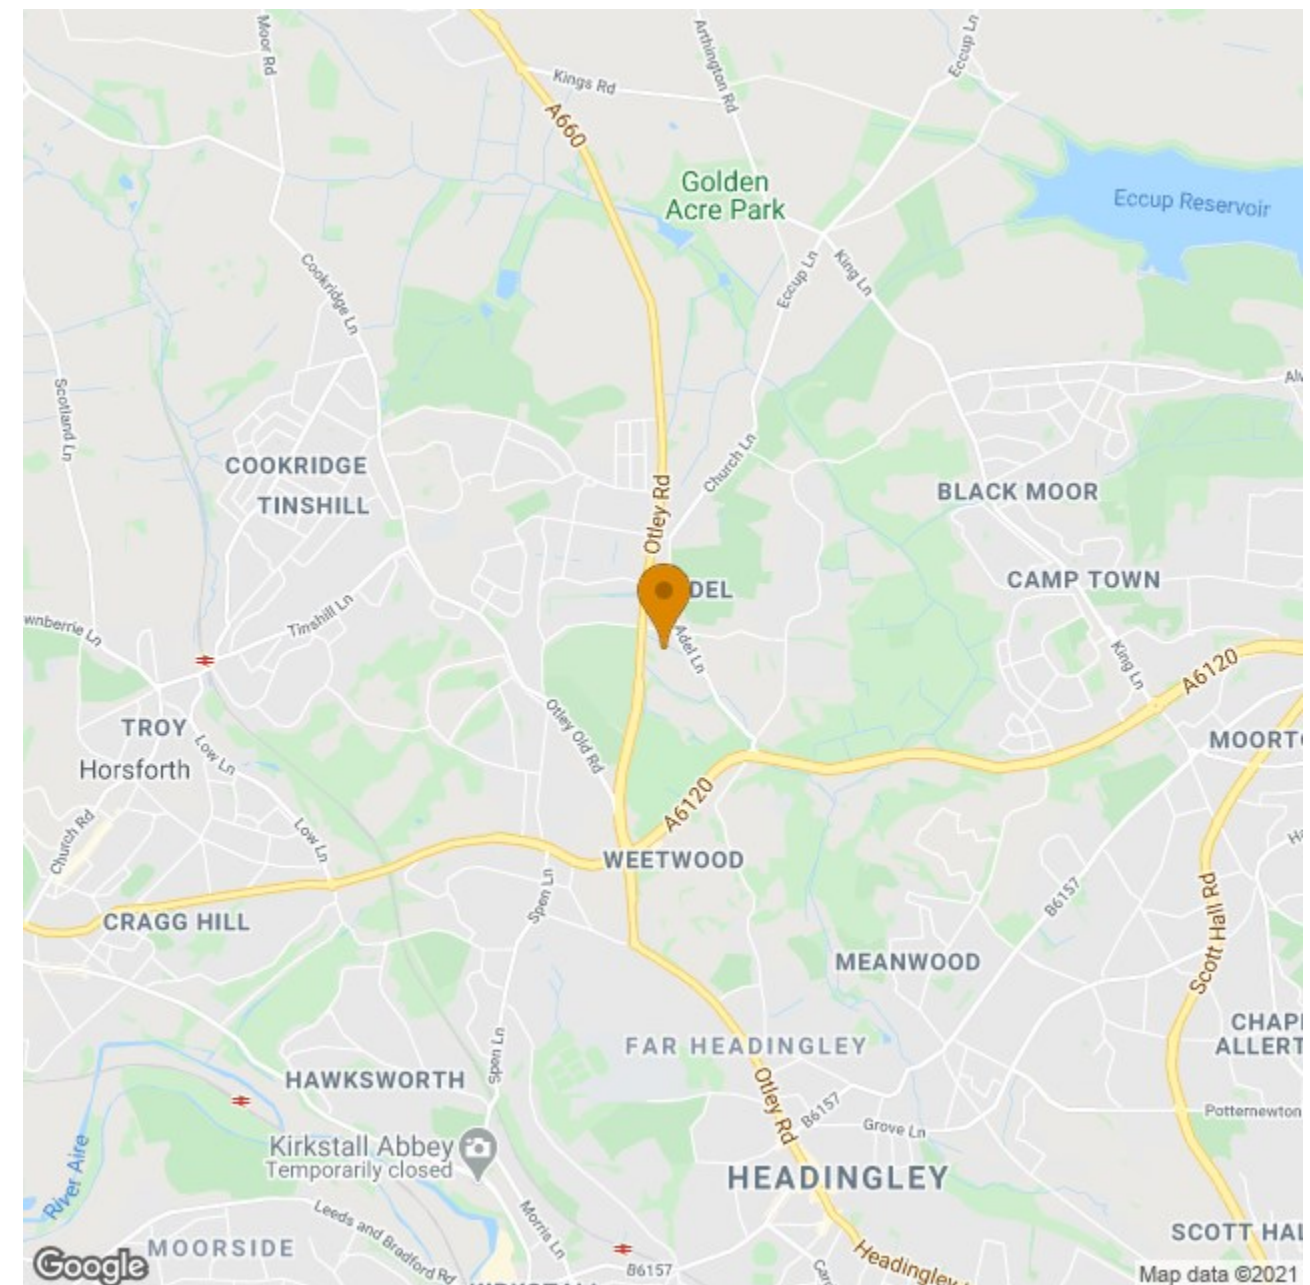 Moor Rd
Arthington Rd
Eccup Ln
Kings Rd
A660
Golden
Acre Park
Eccup Reservoir
Cookridge Ln
Eccup Ln
King Ln
Scotland Ln
Church Ln
COOKRIDGE
TINSHILL
Otley Rd
BLACK MOOR
DEL
CAMP TOWN
wnberrie Ln
Tinshill Ln
Adel Ln
King Ln
A6120
TROY
Horsforth
Low Ln
Otley Old Rd
MOORTO
A6120
Church Rd
Low Ln
WEETWOOD
Spen Ln
B6157
Scott Hall Rd
CRAGG HILL
MEANWOOD
FAR HEADINGLEY
CHAP
ALLERT
HAWKSWORTH
Spen Ln
Otley Rd
B6157
Grove Ln
Potternewton
Kirkstall Abbey
Temporarily closed
River Aire
HEADINGLEY
Morris Ln
Leeds and Bradford Rd
MOORSIDE
SCOTT HAL
B6157
Headingley
Google
Map data ©2021